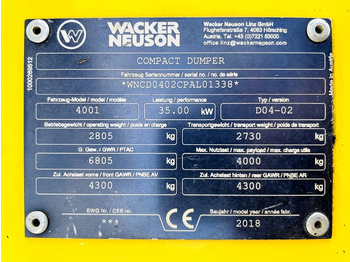 WACKER
NEUSON
Wacker Neuson Linz GmbH
Flughafenstrasse 7, 4063 Hörsching
Austria / Tel. +43(0)7221 63000
office.linz@wackerneuson.com
COMPACT DUMPER
Fahrzeug Seriennummer / serial no. / no. de série
*WNCD0402CPAL01338*
Fahrzeug-Model / model / modèle
Leistung / performance
Typ / version
4001
35.00 kW
D04-02
Betriebsgewicht / operating weight / poids en charge
Transportgewicht / transport weight / poids de transport
2805 kg
2730 kg
G. Gew. / GWR / PTAC
Max. Nutzlast / max. payload / max. charge utile
6805 kg
4000 kg
Zul. Achslast vorne / front GAWR / PNBE AV
Zul. Achslast hinten / rear GAWR / PNBE AR
4300 kg
4300 kg
EWG Nr. / CEE no.
***
CE
Baujahr / model year / année fabr.
2018
1000289512
Made in Austria